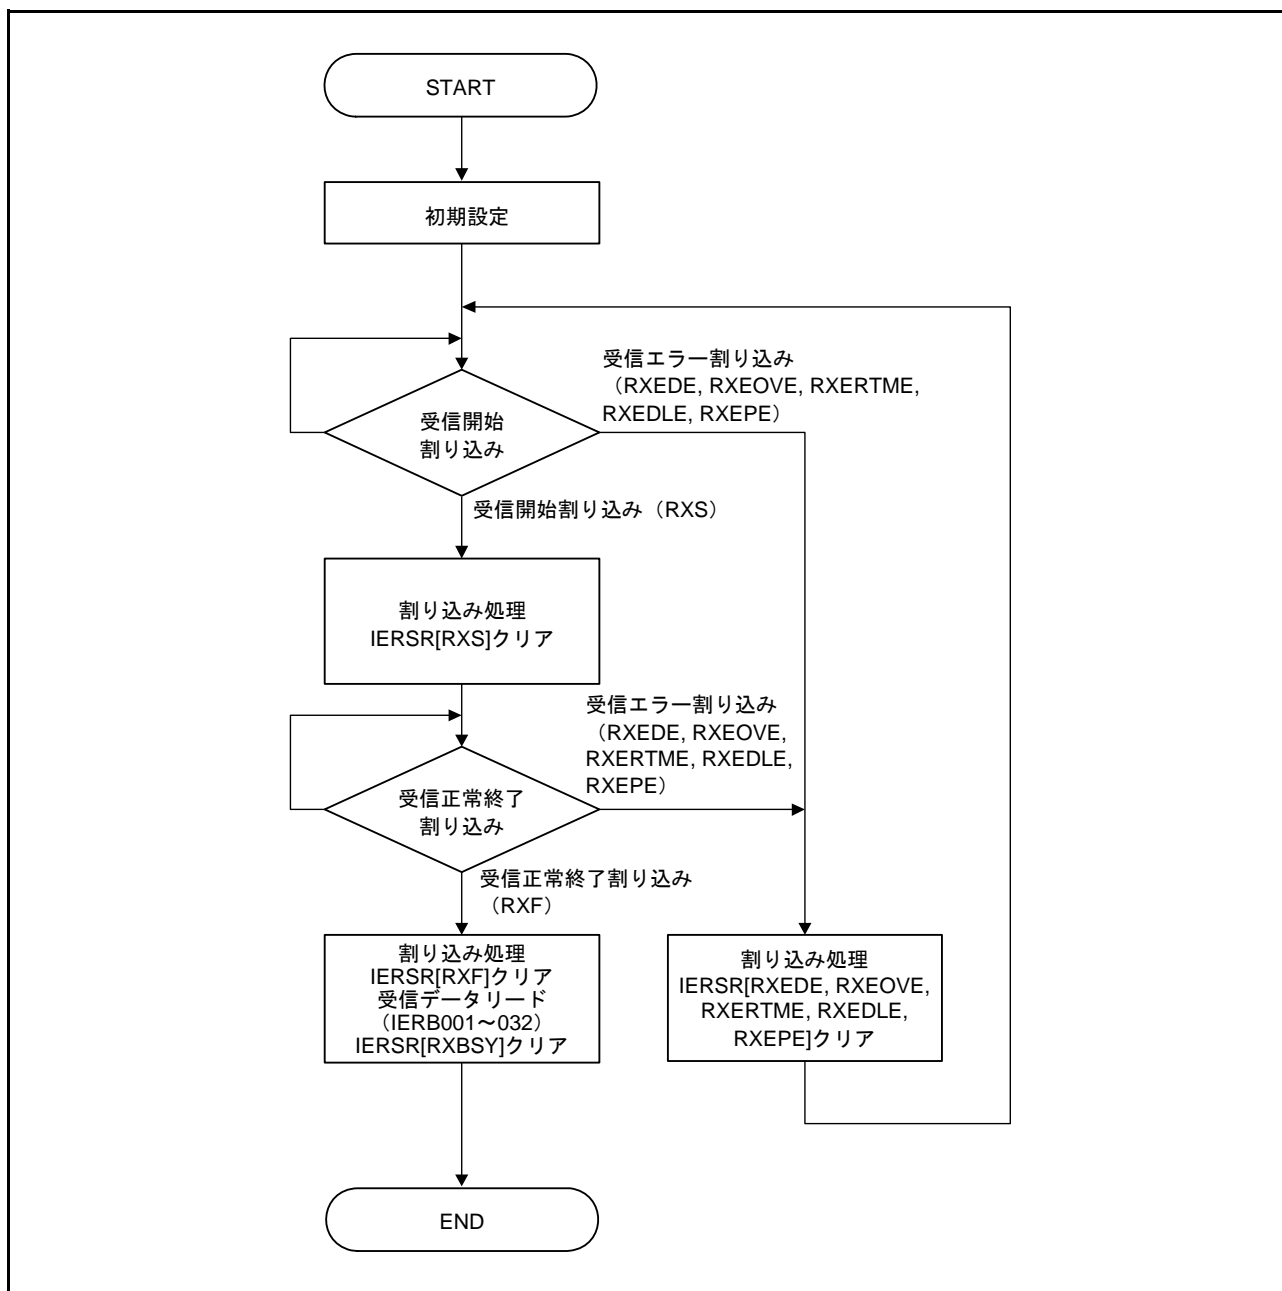 START
初期設定
受信エラー割り込み
（RXEDE, RXEOVE, RXERTME,
RXEDLE, RXEPE）
受信開始
割り込み
受信開始割り込み（RXS）
割り込み処理
IERSR[RXS]クリア
受信エラー割り込み
（RXEDE, RXEOVE,
RXERTME, RXEDLE,
RXEPE）
受信正常終了
割り込み
受信正常終了割り込み
（RXF）
割り込み処理
IERSR[RXF]クリア
受信データリード
（IERB001～032）
IERSR[RXBSY]クリア
割り込み処理
IERSR[RXEDE, RXEOVE,
RXERTME, RXEDLE,
RXEPE]クリア
END